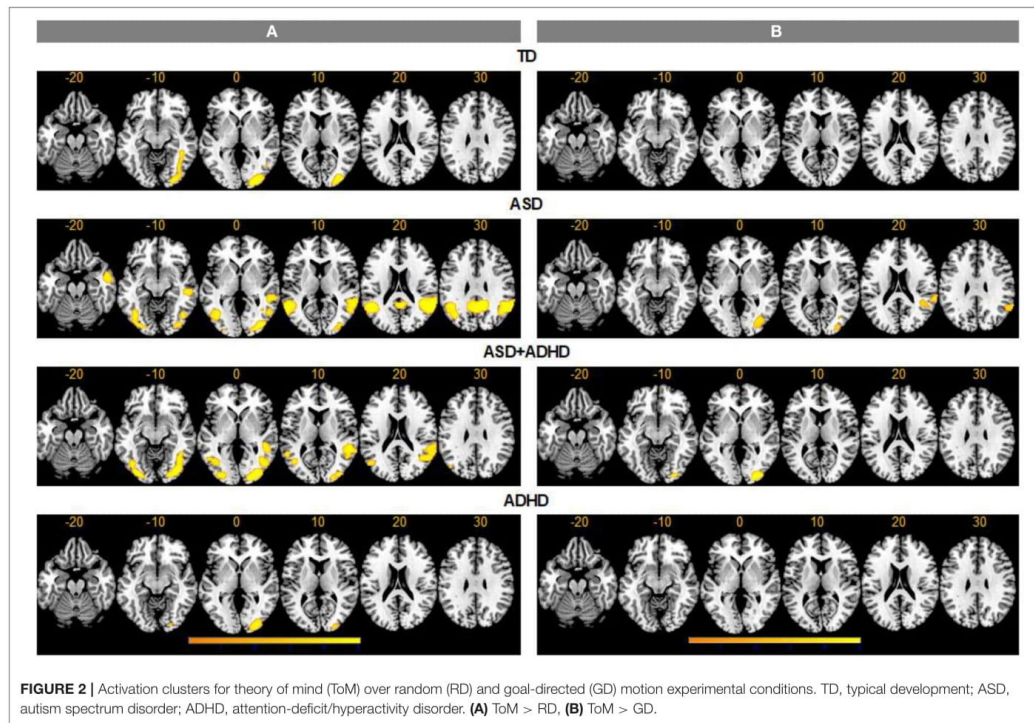 A B
TD
-20 -10 0 10 20 30 -20 -10 0 10 20 30
ASD
-20 -10 0 10 20 30 -20 -10 0 10 20 30
ASD+ADHD
-20 -10 0 10 20 30 -20 -10 0 10 20 30
ADHD
-20 -10 0 10 20 30 -20 -10 0 10 20 30
FIGURE 2 | Activation clusters for theory of mind (ToM) over random (RD) and goal-directed (GD) motion experimental conditions. TD, typical development; ASD,
autism spectrum disorder; ADHD, attention-deficit/hyperactivity disorder. (A) ToM > RD, (B) ToM > GD.